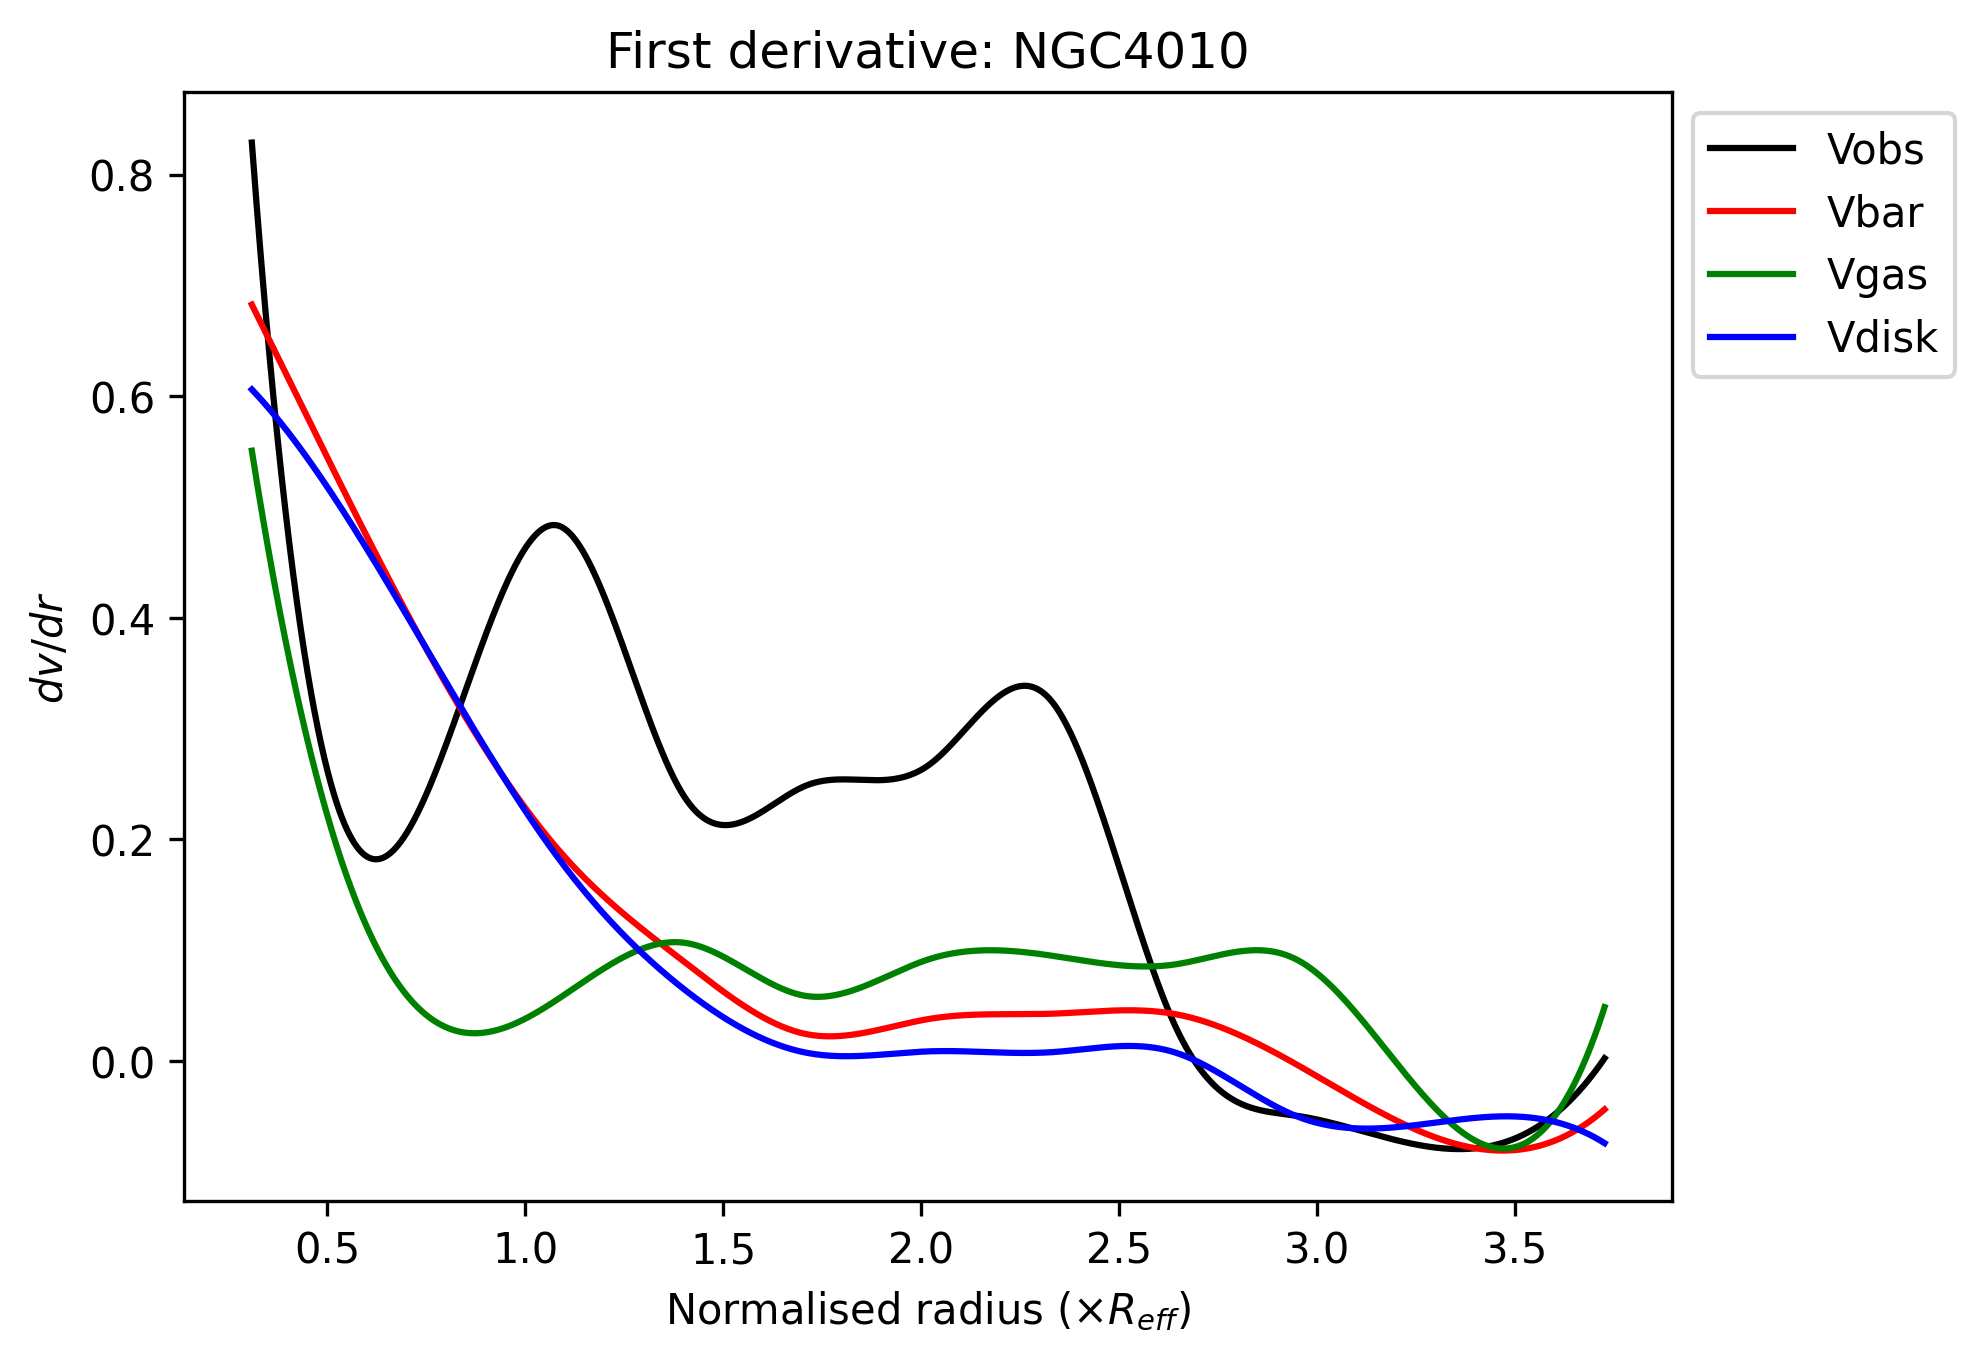 First derivative: NGC4010
0.8
0.6
0.4
0.2
0.0
dv/dr
0.5 1.0 1.5 2.0 2.5 3.0 3.5
Normalised radius (×R_eff)
Vobs
Vbar
Vgas
Vdisk